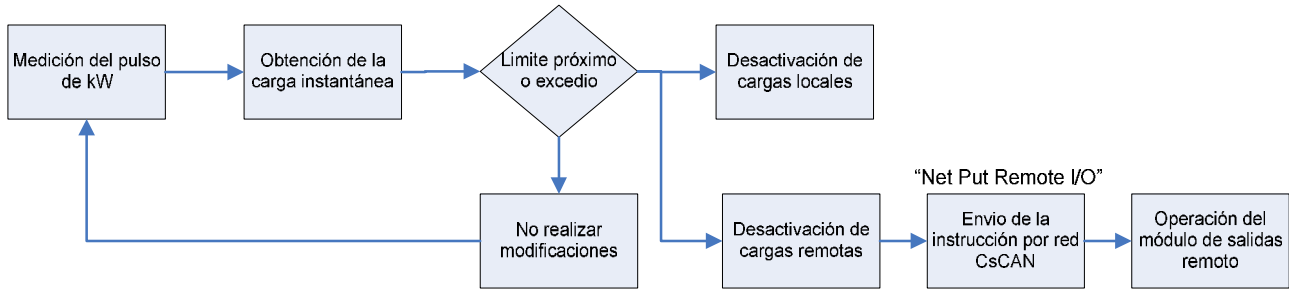 Medición del pulso
de kW
Obtención de la
carga instantánea
Limite próximo
o excedio
Desactivación de
cargas locales
No realizar
modificaciones
Desactivación de
cargas remotas
“Net Put Remote I/O”
Envio de la
instrucción por red
CsCAN
Operación del
módulo de salidas
remoto